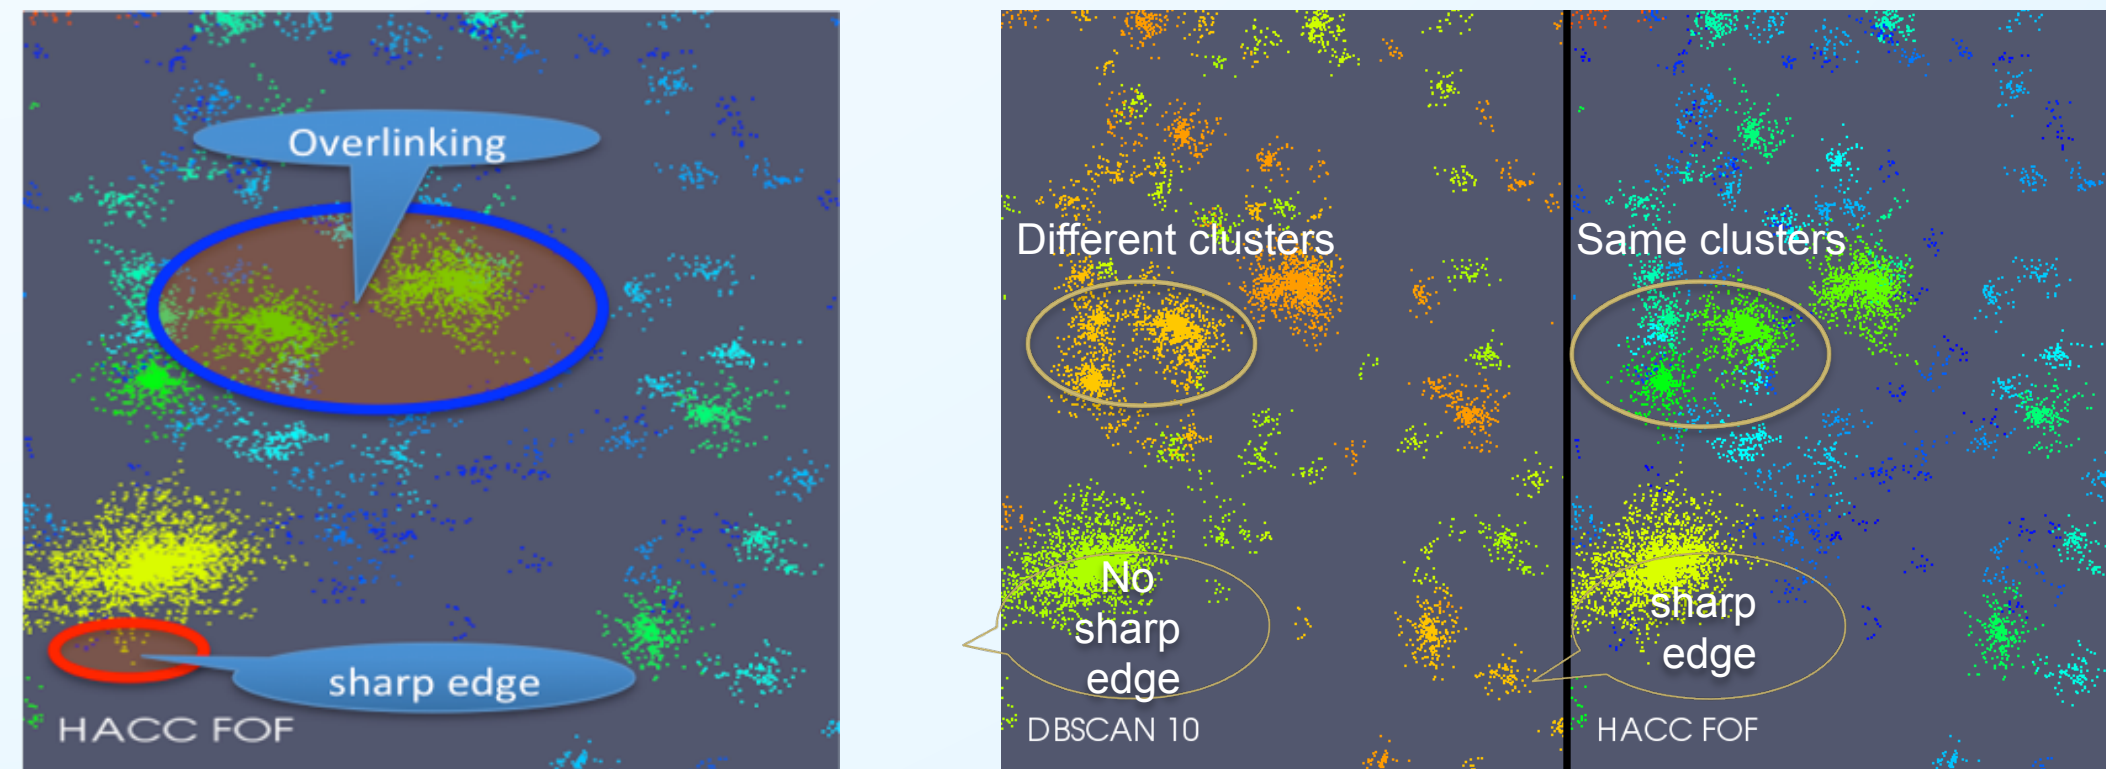 Overlinking
sharp edge
HACC FOF
Different clusters
No
sharp
edge
DBSCAN 10
Same clusters
sharp
edge
HACC FOF